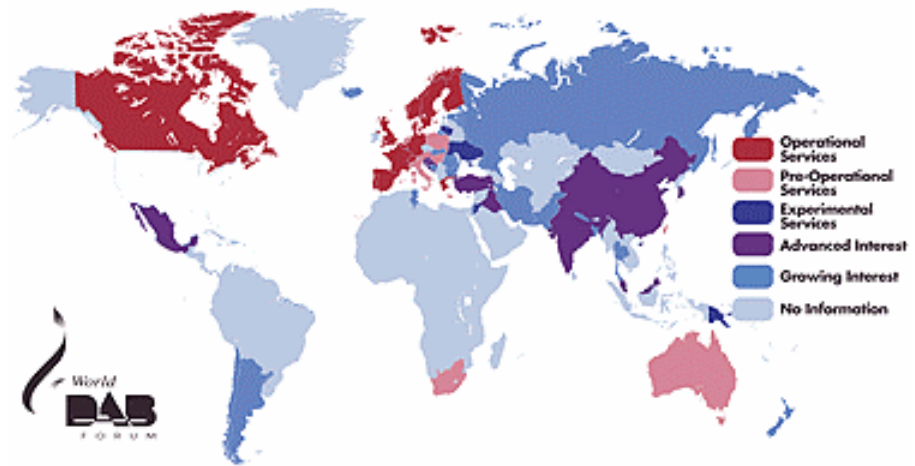 Operational
Services
Pre-Operational
Services
Experimental
Services
Advanced Interest
Growing Interest
No Information
World
DAB
FORUM